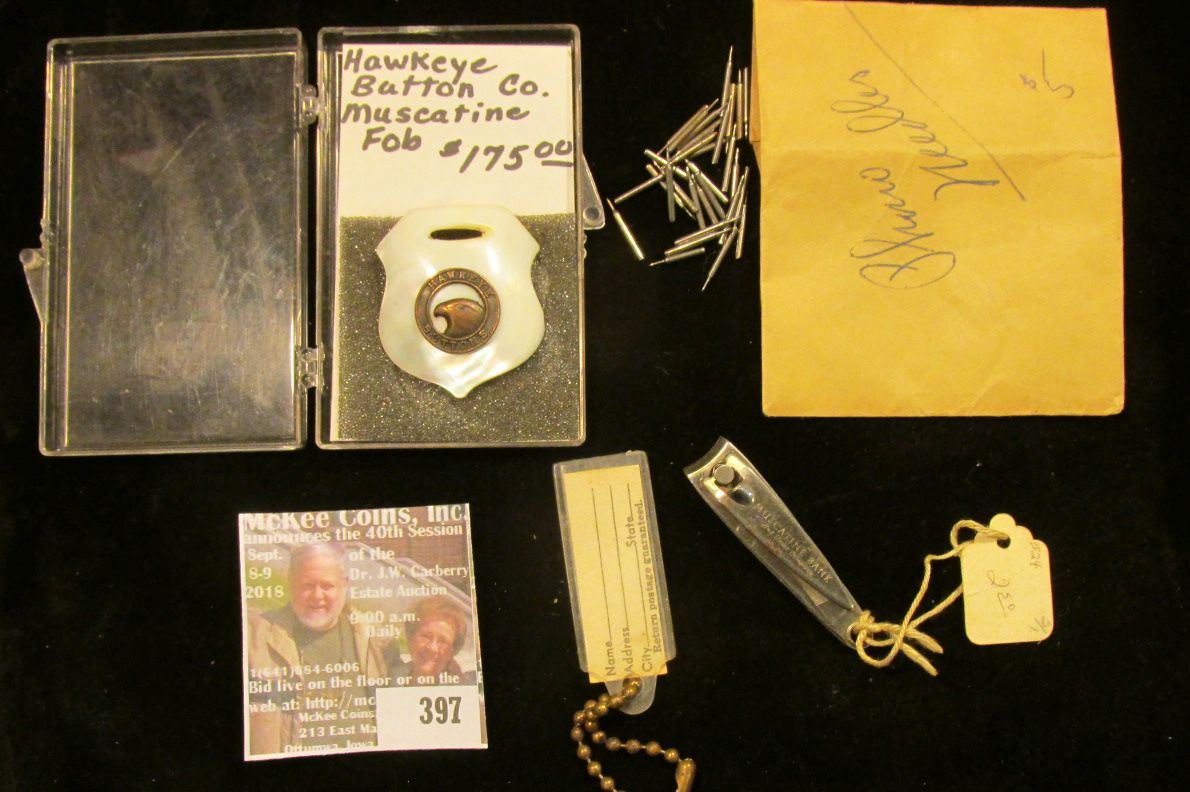 Hawkeye
Button Co.
Muscatine
Fob $175.00
HAWKEYE
BUTTONS
Phono
Needles
McKee Coins, Inc.
announces the 40th Session
Sept. of the
8-9 Dr. J.W. Carberry
2018 Estate Auction
9:00 a.m.
Daily
1(641)684-6006
Bid live on the floor or on the
web at: http://mc
McKee Coins
213 East Ma
Ottumwa, Iowa
397
Name
Address
City State
Return postage guaranteed.
MUSCATINE BANK
250